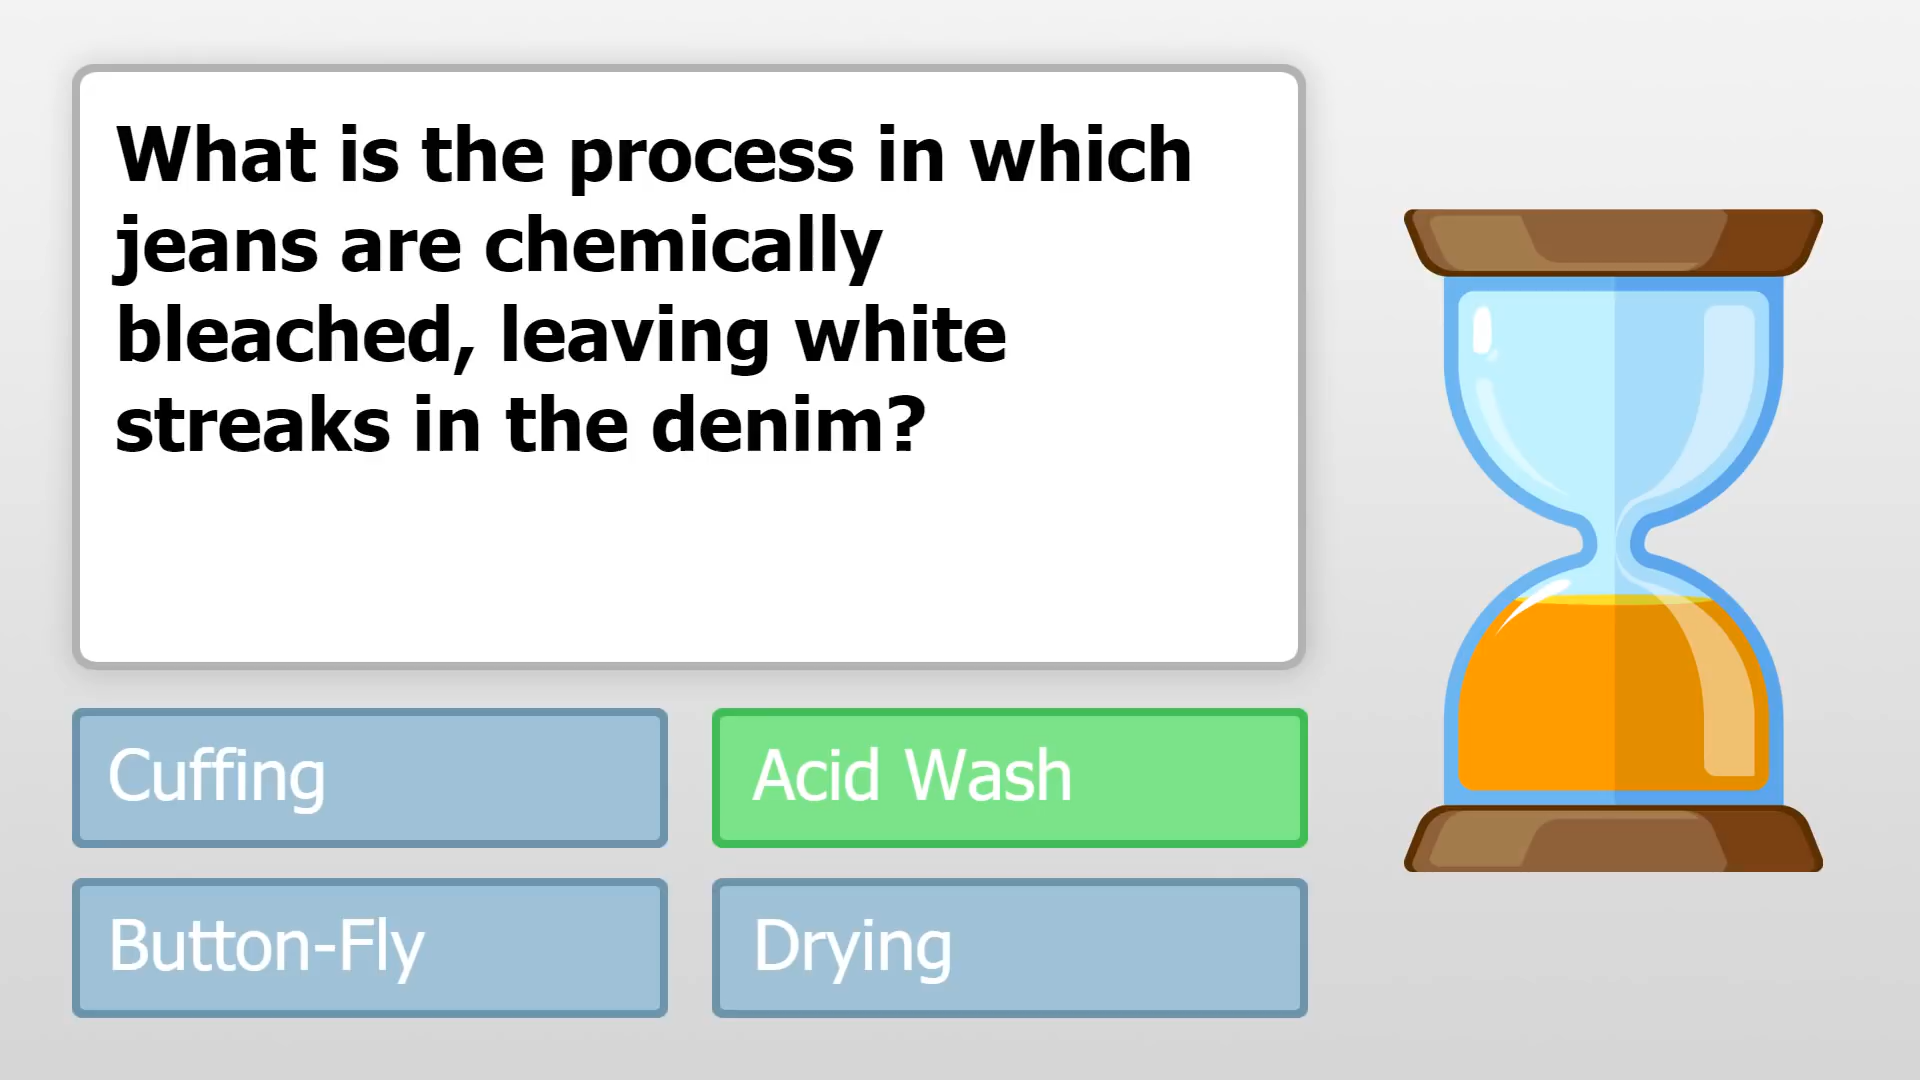 What is the process in which
jeans are chemically
bleached, leaving white
streaks in the denim?
Cuffing
Acid Wash
Button-Fly
Drying